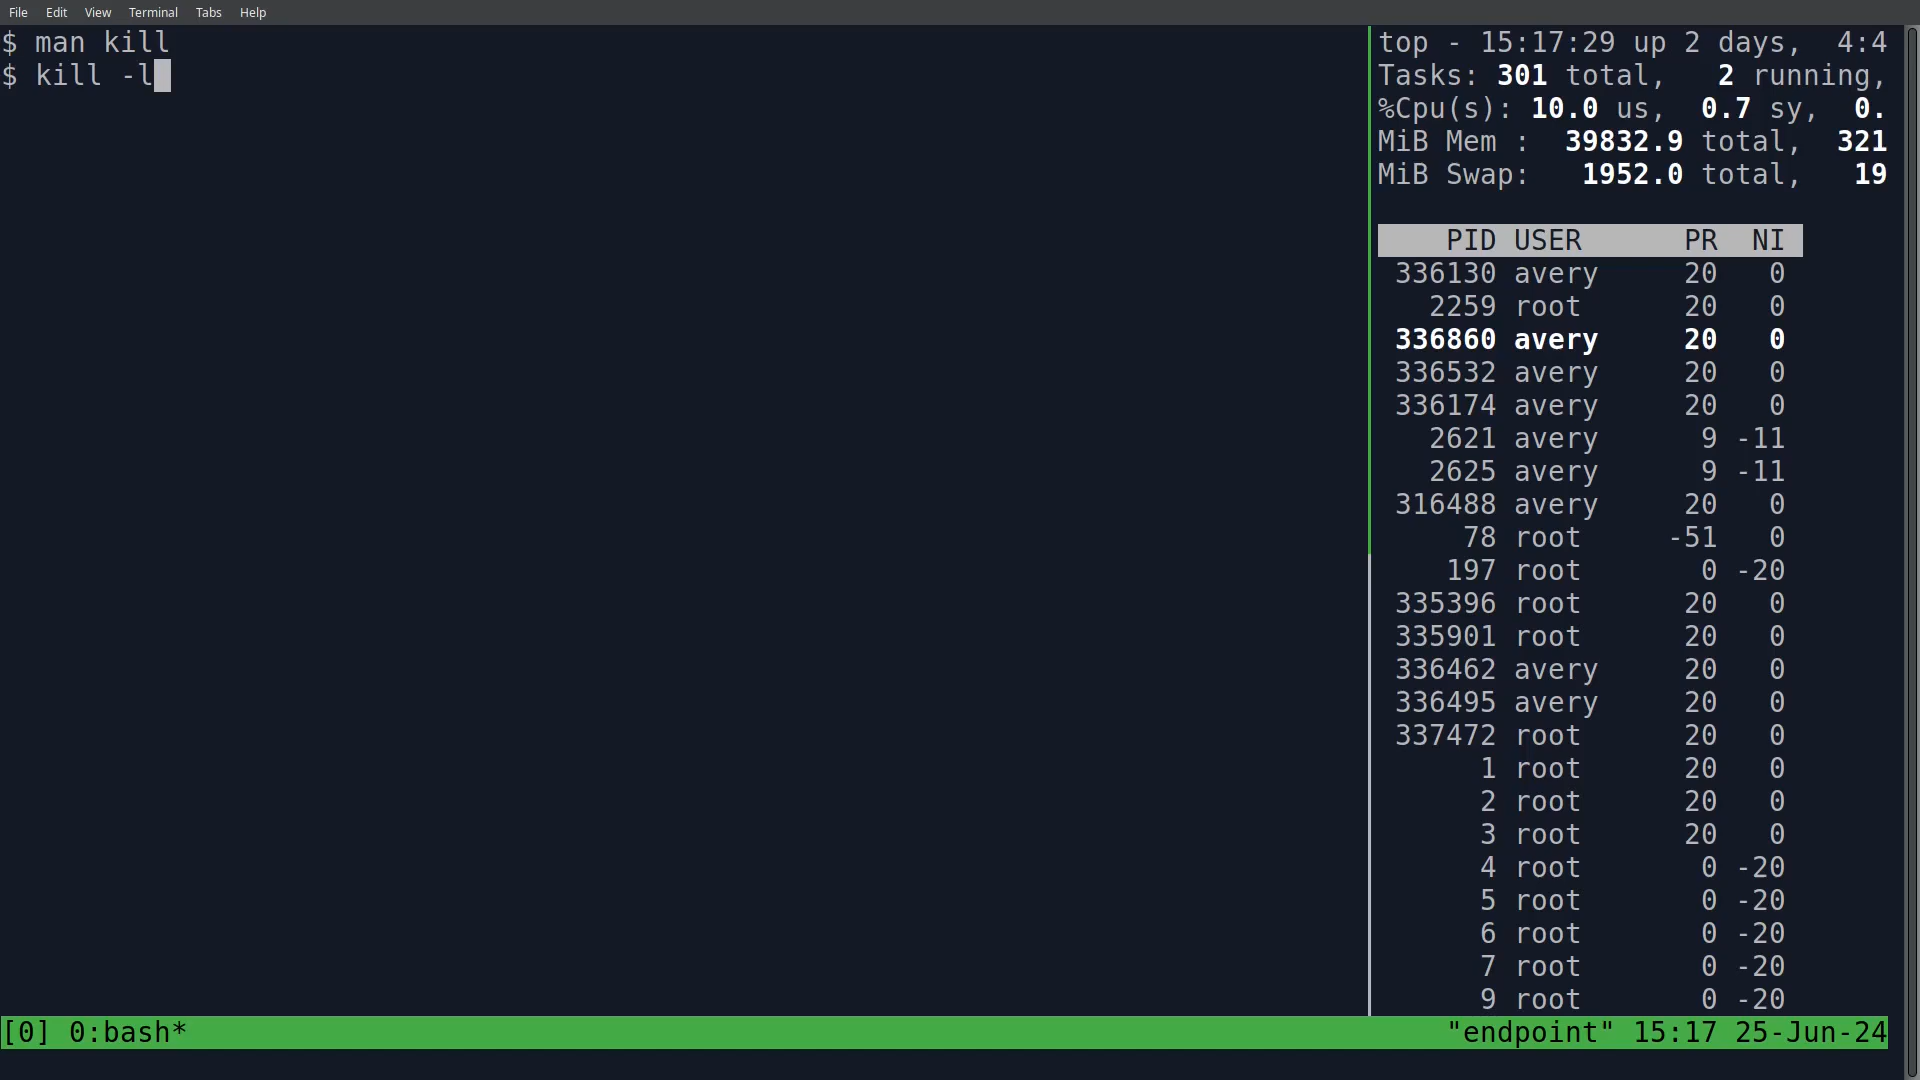 File Edit View Terminal Tabs Help
$ man kill
$ kill -l
top - 15:17:29 up 2 days,  4:4
Tasks: 301 total,   2 running,
%Cpu(s): 10.0 us,  0.7 sy,  0.
MiB Mem :  39832.9 total,  321
MiB Swap:   1952.0 total,   19
PID USER      PR  NI
336130 avery     20   0
2259 root      20   0
336860 avery     20   0
336532 avery     20   0
336174 avery     20   0
2621 avery      9 -11
2625 avery      9 -11
316488 avery     20   0
78 root     -51   0
197 root       0 -20
335396 root      20   0
335901 root      20   0
336462 avery     20   0
336495 avery     20   0
337472 root      20   0
1 root      20   0
2 root      20   0
3 root      20   0
4 root       0 -20
5 root       0 -20
6 root       0 -20
7 root       0 -20
9 root       0 -20
[0] 0:bash* "endpoint" 15:17 25-Jun-24